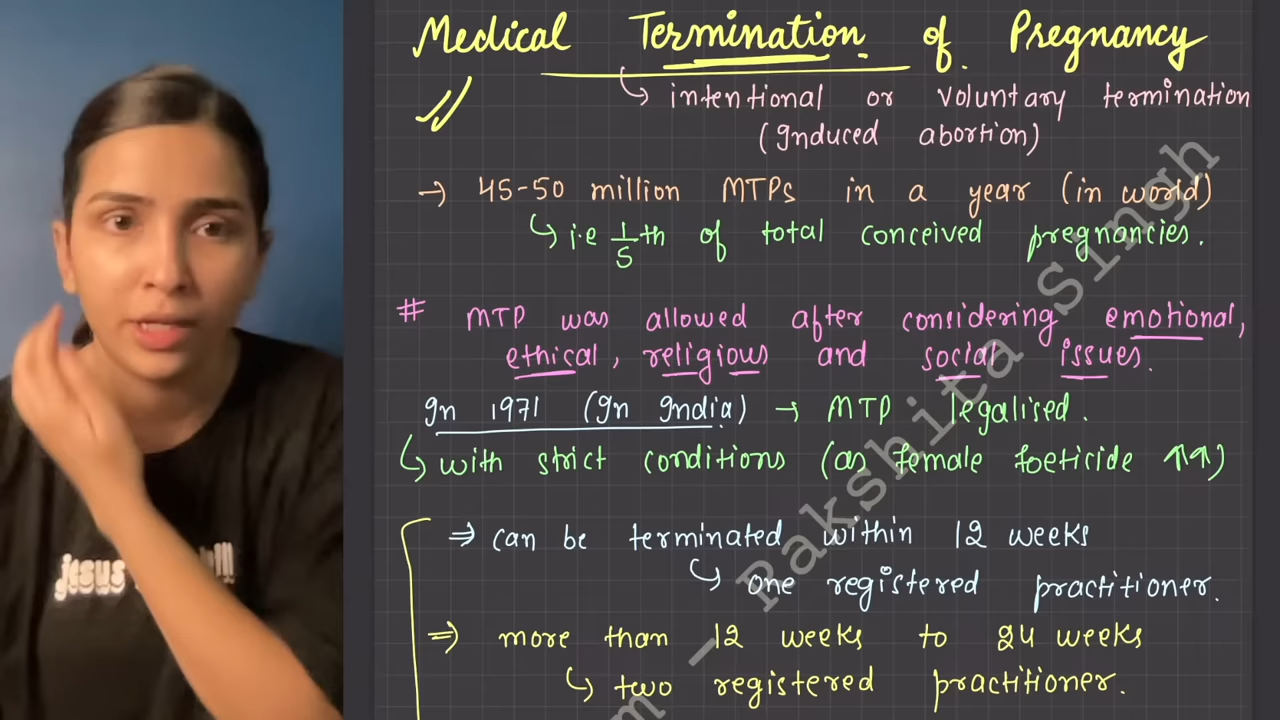 Medical Termination of Pregnancy
intentional or voluntary termination
(Induced abortion)
→ 45-50 million MTPs in a year (in world)
i.e 1/5th of total conceived pregnancies.
# MTP was allowed after considering emotional,
ethical, religious and social issues.
In 1971 (In India) → MTP legalised.
with strict conditions (as female foeticide ↑↑)
⇒ can be terminated within 12 weeks
one registered practitioner.
⇒ more than 12 weeks to 24 weeks
two registered practitioner.
Rakshita Singh
jesus